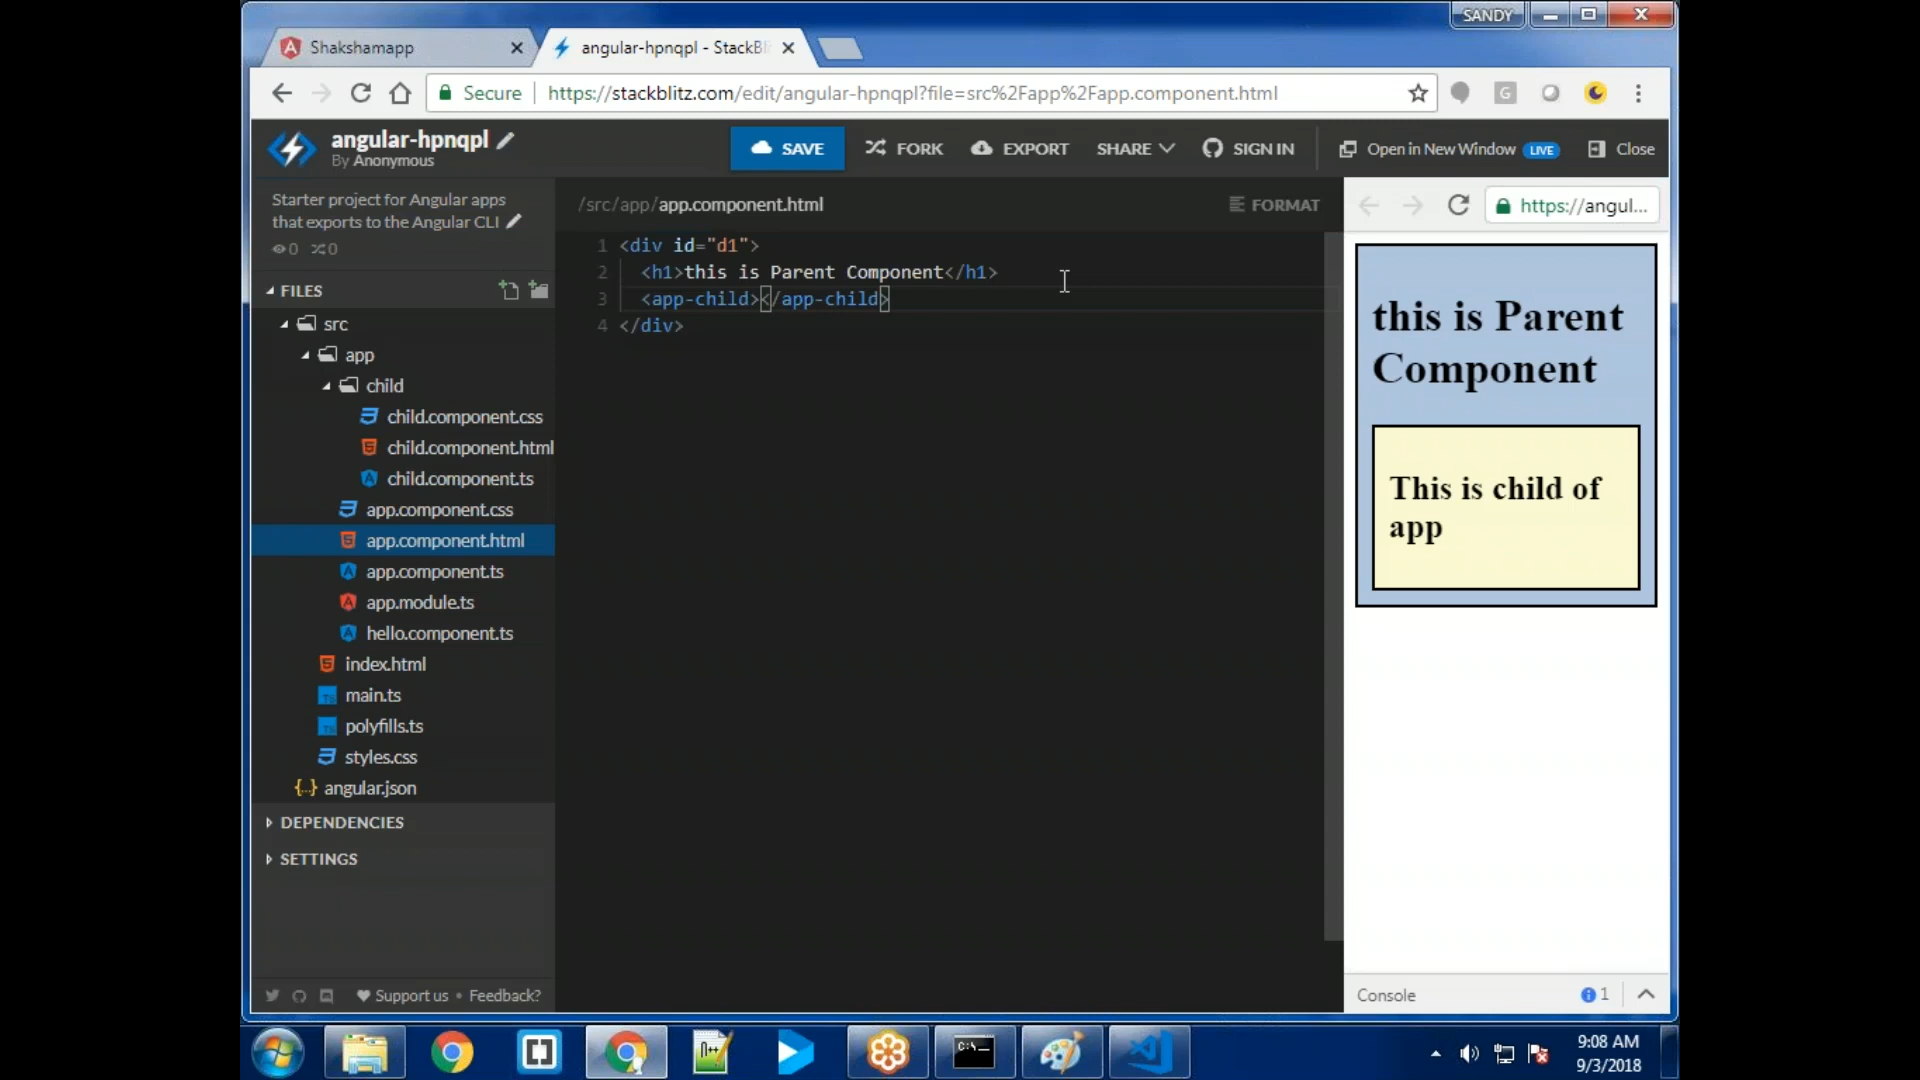 SANDY
Shakshamapp
angular-hpnqpl - StackBl
Secure
https://stackblitz.com/edit/angular-hpnqpl?file=src%2Fapp%2Fapp.component.html
angular-hpnqpl
By Anonymous
SAVE
FORK
EXPORT
SHARE
SIGN IN
Open in New Window
LIVE
Close
Starter project for Angular apps
that exports to the Angular CLI
0
0
FILES
src
app
child
child.component.css
child.component.html
child.component.ts
app.component.css
app.component.html
app.component.ts
app.module.ts
hello.component.ts
index.html
main.ts
polyfills.ts
styles.css
angular.json
DEPENDENCIES
SETTINGS
Support us • Feedback?
/src/app/app.component.html
FORMAT
1 <div id="d1">
2 <h1>this is Parent Component</h1>
3 <app-child></app-child>
4 </div>
https://angul...
this is Parent
Component
This is child of
app
Console
1
9:08 AM
9/3/2018